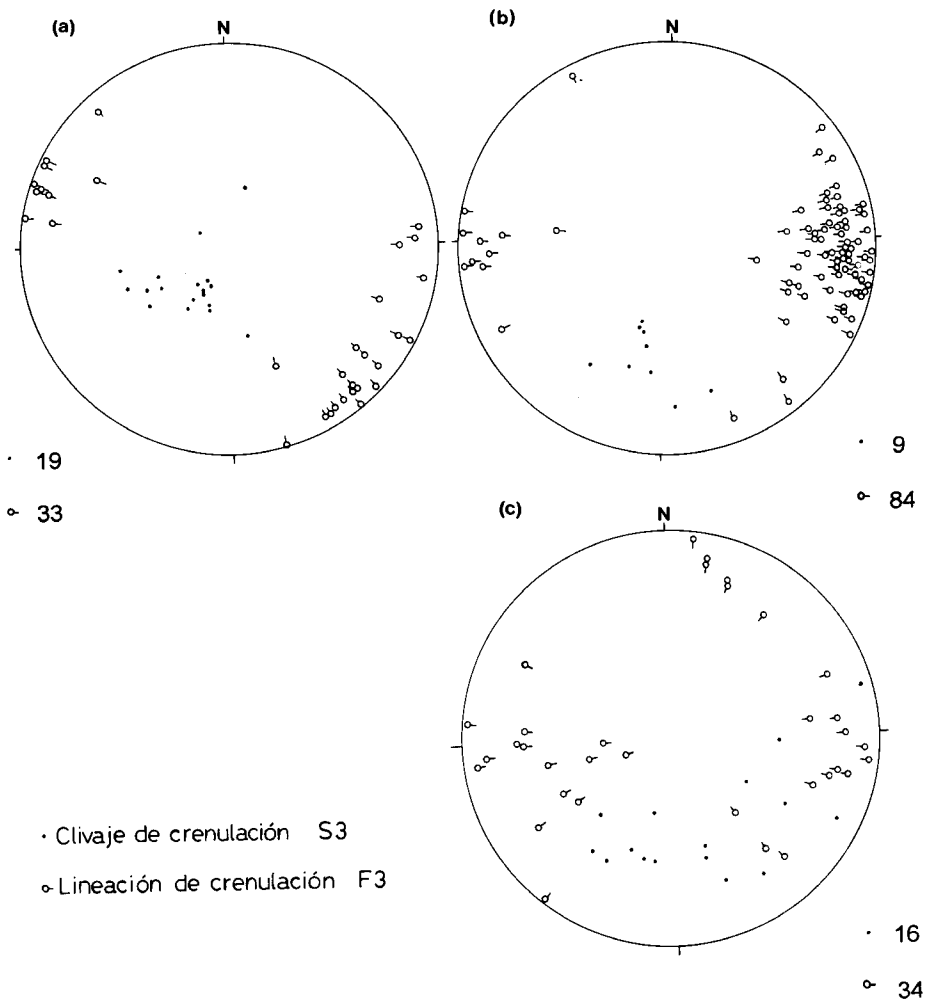 (a)
N
(b)
N
19
33
9
84
(c)
N
Clivaje de crenulación S3
Lineación de crenulación F3
16
34